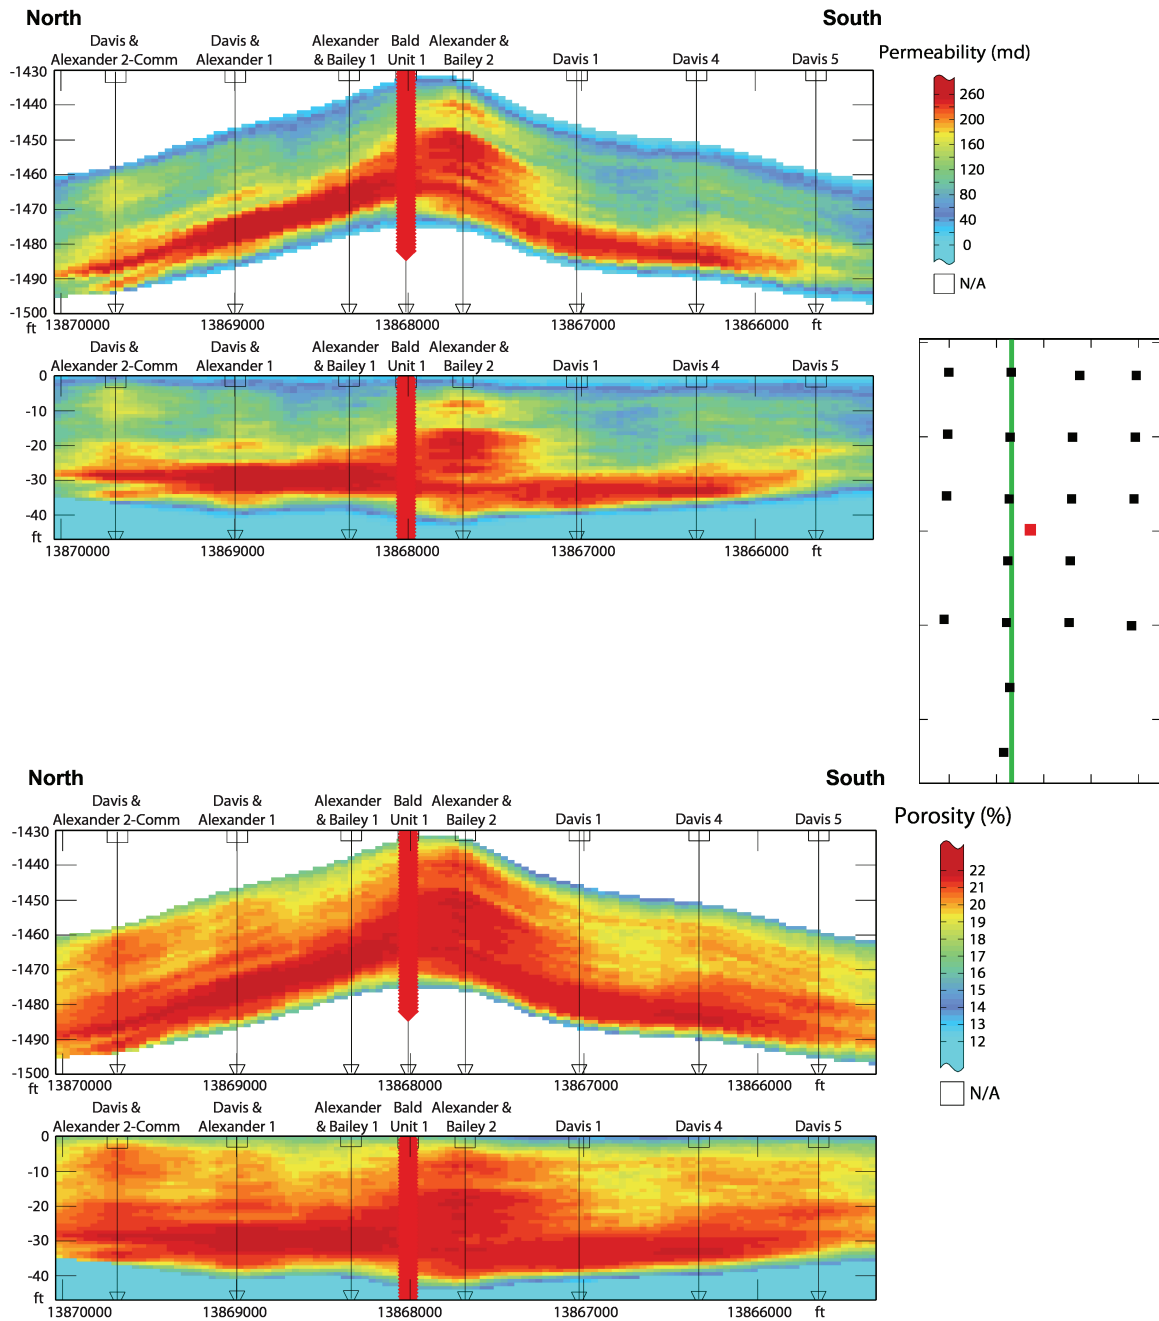 North
South
Davis & Alexander 2-Comm
Davis & Alexander 1
Alexander & Bailey 1
Bald Unit 1
Alexander & Bailey 2
Davis 1
Davis 4
Davis 5
-1430
-1440
-1450
-1460
-1470
-1480
-1490
-1500
ft
13870000
13869000
13868000
13867000
13866000
ft
Permeability (md)
260
200
160
120
80
40
0
N/A
Davis & Alexander 2-Comm
Davis & Alexander 1
Alexander & Bailey 1
Bald Unit 1
Alexander & Bailey 2
Davis 1
Davis 4
Davis 5
0
-10
-20
-30
-40
ft
13870000
13869000
13868000
13867000
13866000
ft
North
South
Davis & Alexander 2-Comm
Davis & Alexander 1
Alexander & Bailey 1
Bald Unit 1
Alexander & Bailey 2
Davis 1
Davis 4
Davis 5
-1430
-1440
-1450
-1460
-1470
-1480
-1490
-1500
ft
13870000
13869000
13868000
13867000
13866000
ft
Porosity (%)
22
21
20
19
18
17
16
15
14
13
12
N/A
Davis & Alexander 2-Comm
Davis & Alexander 1
Alexander & Bailey 1
Bald Unit 1
Alexander & Bailey 2
Davis 1
Davis 4
Davis 5
0
-10
-20
-30
-40
ft
13870000
13869000
13868000
13867000
13866000
ft